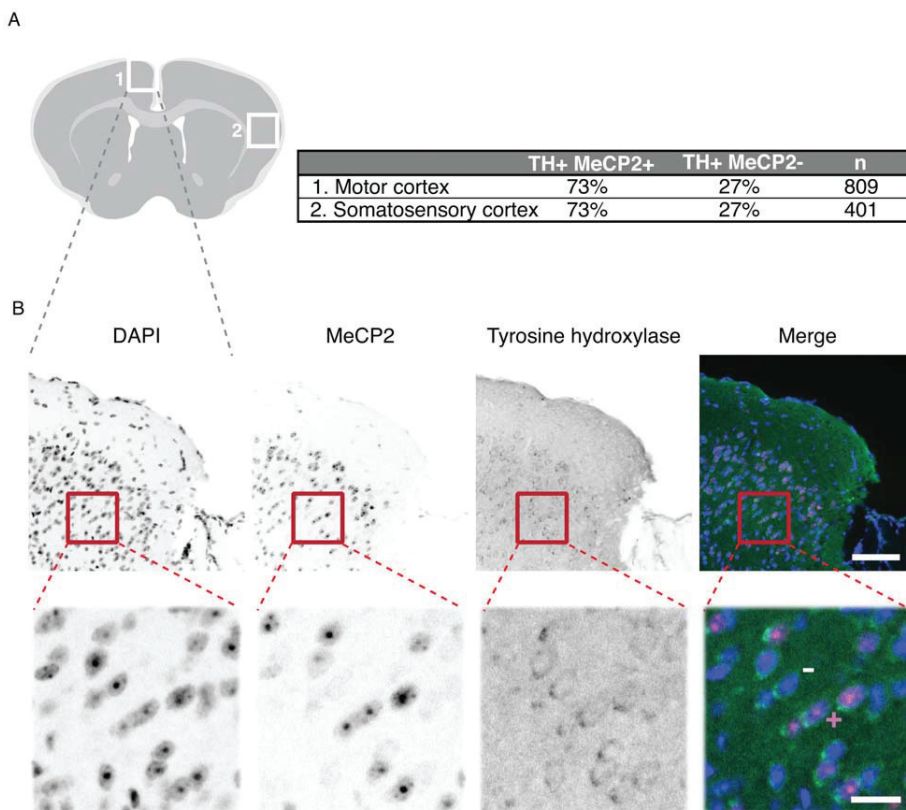 A
1
2
TH+ MeCP2+ TH+ MeCP2- n
1. Motor cortex 73% 27% 809
2. Somatosensory cortex 73% 27% 401
B
DAPI MeCP2 Tyrosine hydroxylase Merge
-
+